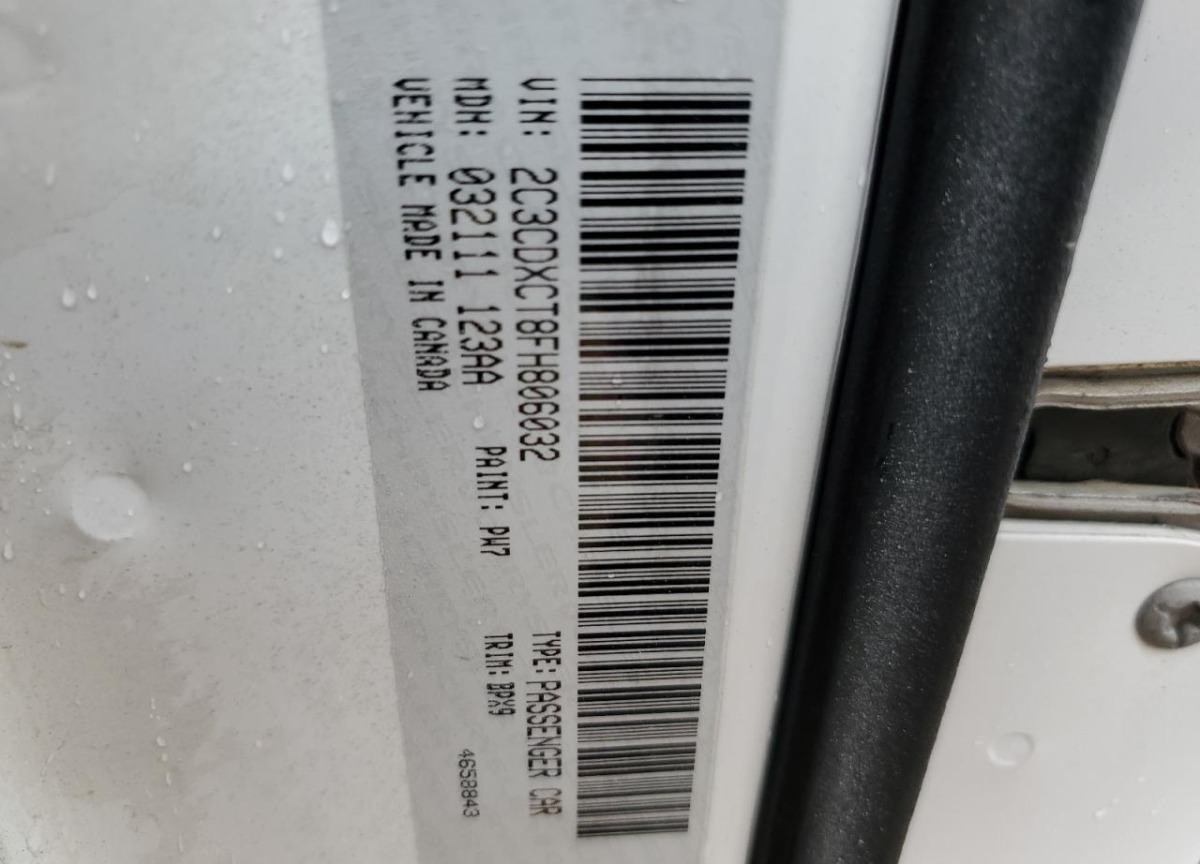 VIN: 2C3CDXCT8FH806032 TYPE: PASSENGER CAR
MDH: 032111 123AA PAINT: PW7 TRIM: BPX9
VEHICLE MADE IN CANADA 4658843